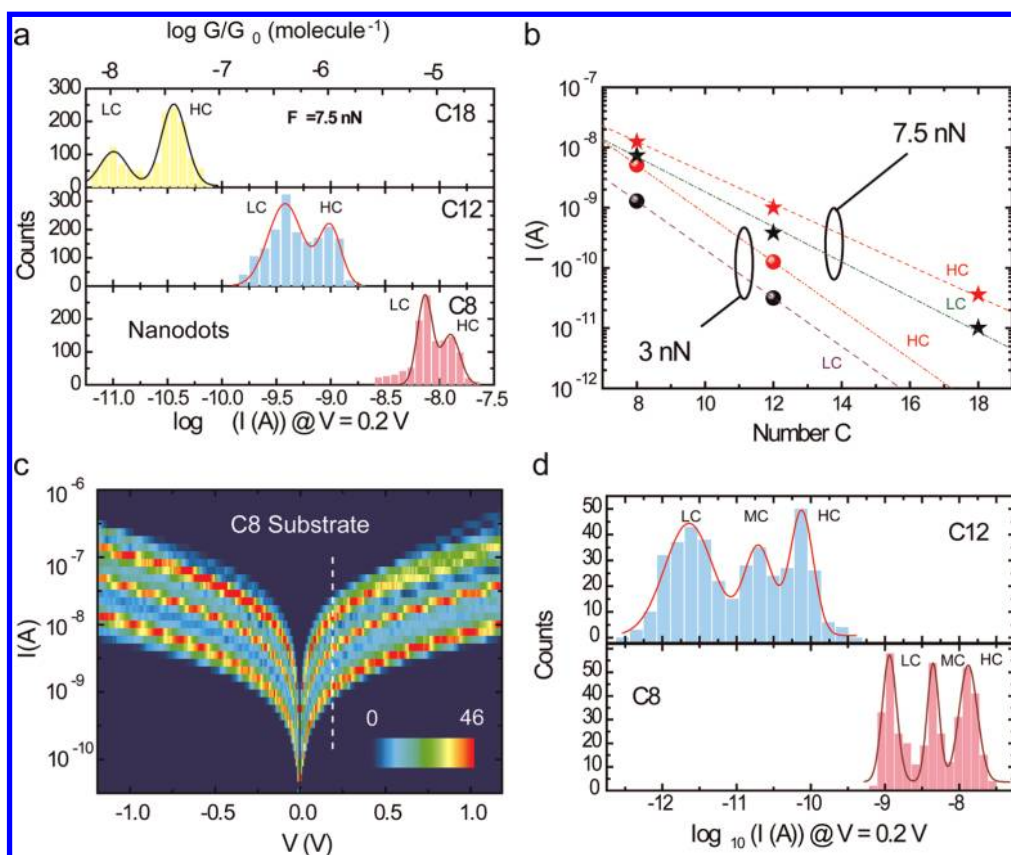 a
log G/G 0 (molecule-1)
-8 -7 -6 -5
300
200
100
0
LC
HC
F =7.5 nN
C18
300
200
100
0
LC
HC
C12
200
100
0
Nanodots
LC
HC
C8
Counts
-11.0 -10.5 -10.0 -9.5 -9.0 -8.5 -8.0 -7.5
log (I (A)) @ V = 0.2 V
b
10-7
10-8
10-9
10-10
10-11
10-12
I (A)
7.5 nN
3 nN
HC
LC
HC
LC
8 10 12 14 16 18
Number C
c
10-6
10-7
10-8
10-9
10-10
I(A)
C8 Substrate
0 46
-1.0 -0.5 0.0 0.5 1.0
V (V)
d
50
40
30
20
10
0
LC MC HC
C12
60
50
40
30
20
10
0
LC MC HC
C8
Counts
-12 -11 -10 -9 -8
log 10 (I (A)) @ V = 0.2 V